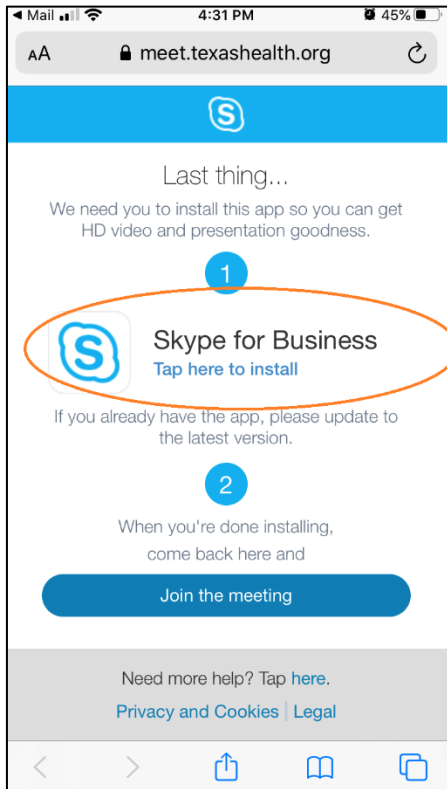 Mail 4:31 PM 45%
AA meet.texashealth.org
S
Last thing...
We need you to install this app so you can get
HD video and presentation goodness.
1
S
Skype for Business
Tap here to install
If you already have the app, please update to
the latest version.
2
When you're done installing,
come back here and
Join the meeting
Need more help? Tap here.
Privacy and Cookies | Legal